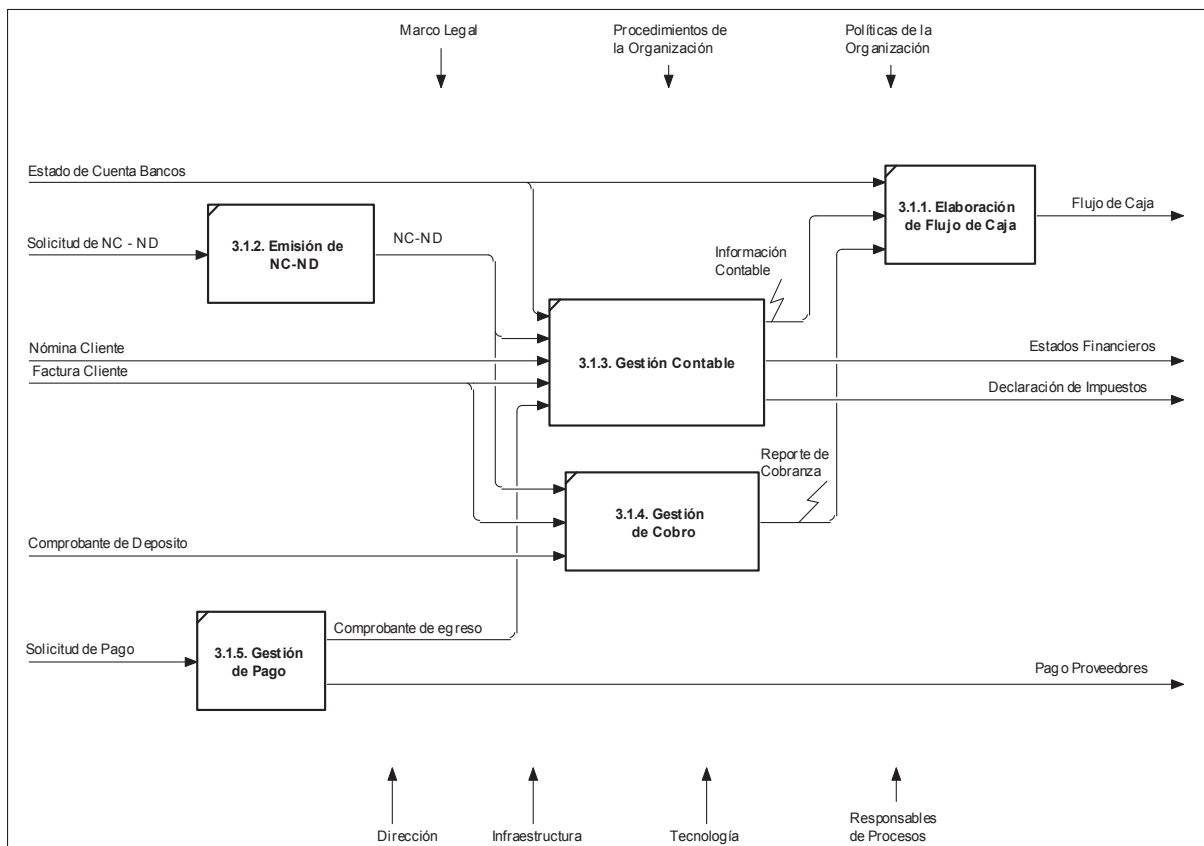 Marco Legal
Procedimientos de
la Organización
Políticas de la
Organización
Estado de Cuenta Bancos
3.1.1. Elaboración
de Flujo de Caja
Flujo de Caja
Solicitud de NC - ND
3.1.2. Emisión de
NC-ND
NC-ND
Información
Contable
Nómina Cliente
Factura Cliente
3.1.3. Gestión Contable
Estados Financieros
Declaración de Impuestos
Reporte de
Cobranza
3.1.4. Gestión
de Cobro
Comprobante de Deposito
Solicitud de Pago
3.1.5. Gestión
de Pago
Comprobante de egreso
Pago Proveedores
Dirección
Infraestructura
Tecnología
Responsables
de Procesos